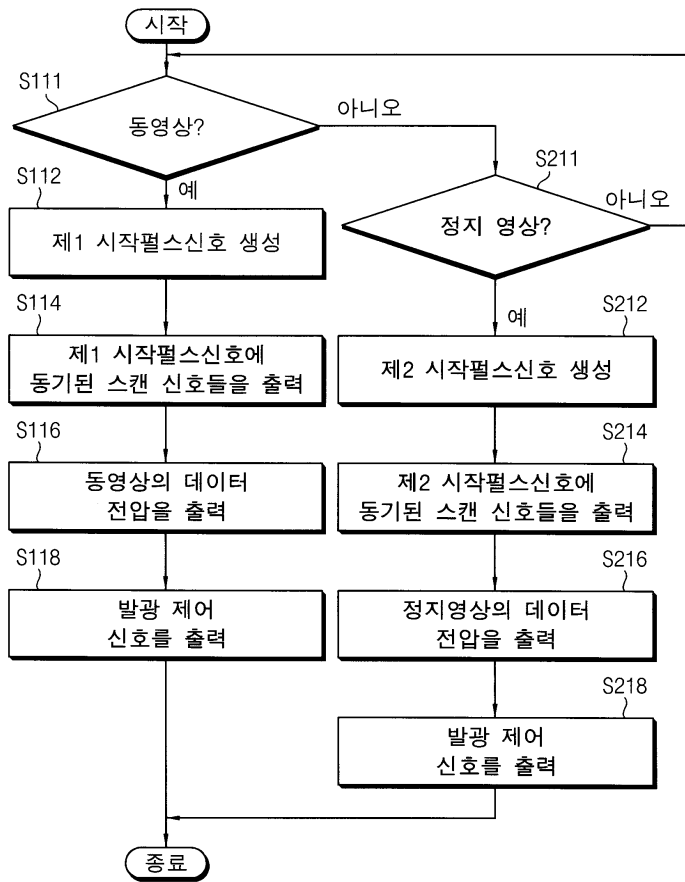 시작
S111
동영상?
아니오
예
S112
제1 시작펄스신호 생성
S114
제1 시작펄스신호에
동기된 스캔 신호들을 출력
S116
동영상의 데이터
전압을 출력
S118
발광 제어
신호를 출력
S211
정지 영상?
아니오
예
S212
제2 시작펄스신호 생성
S214
제2 시작펄스신호에
동기된 스캔 신호들을 출력
S216
정지영상의 데이터
전압을 출력
S218
발광 제어
신호를 출력
종료